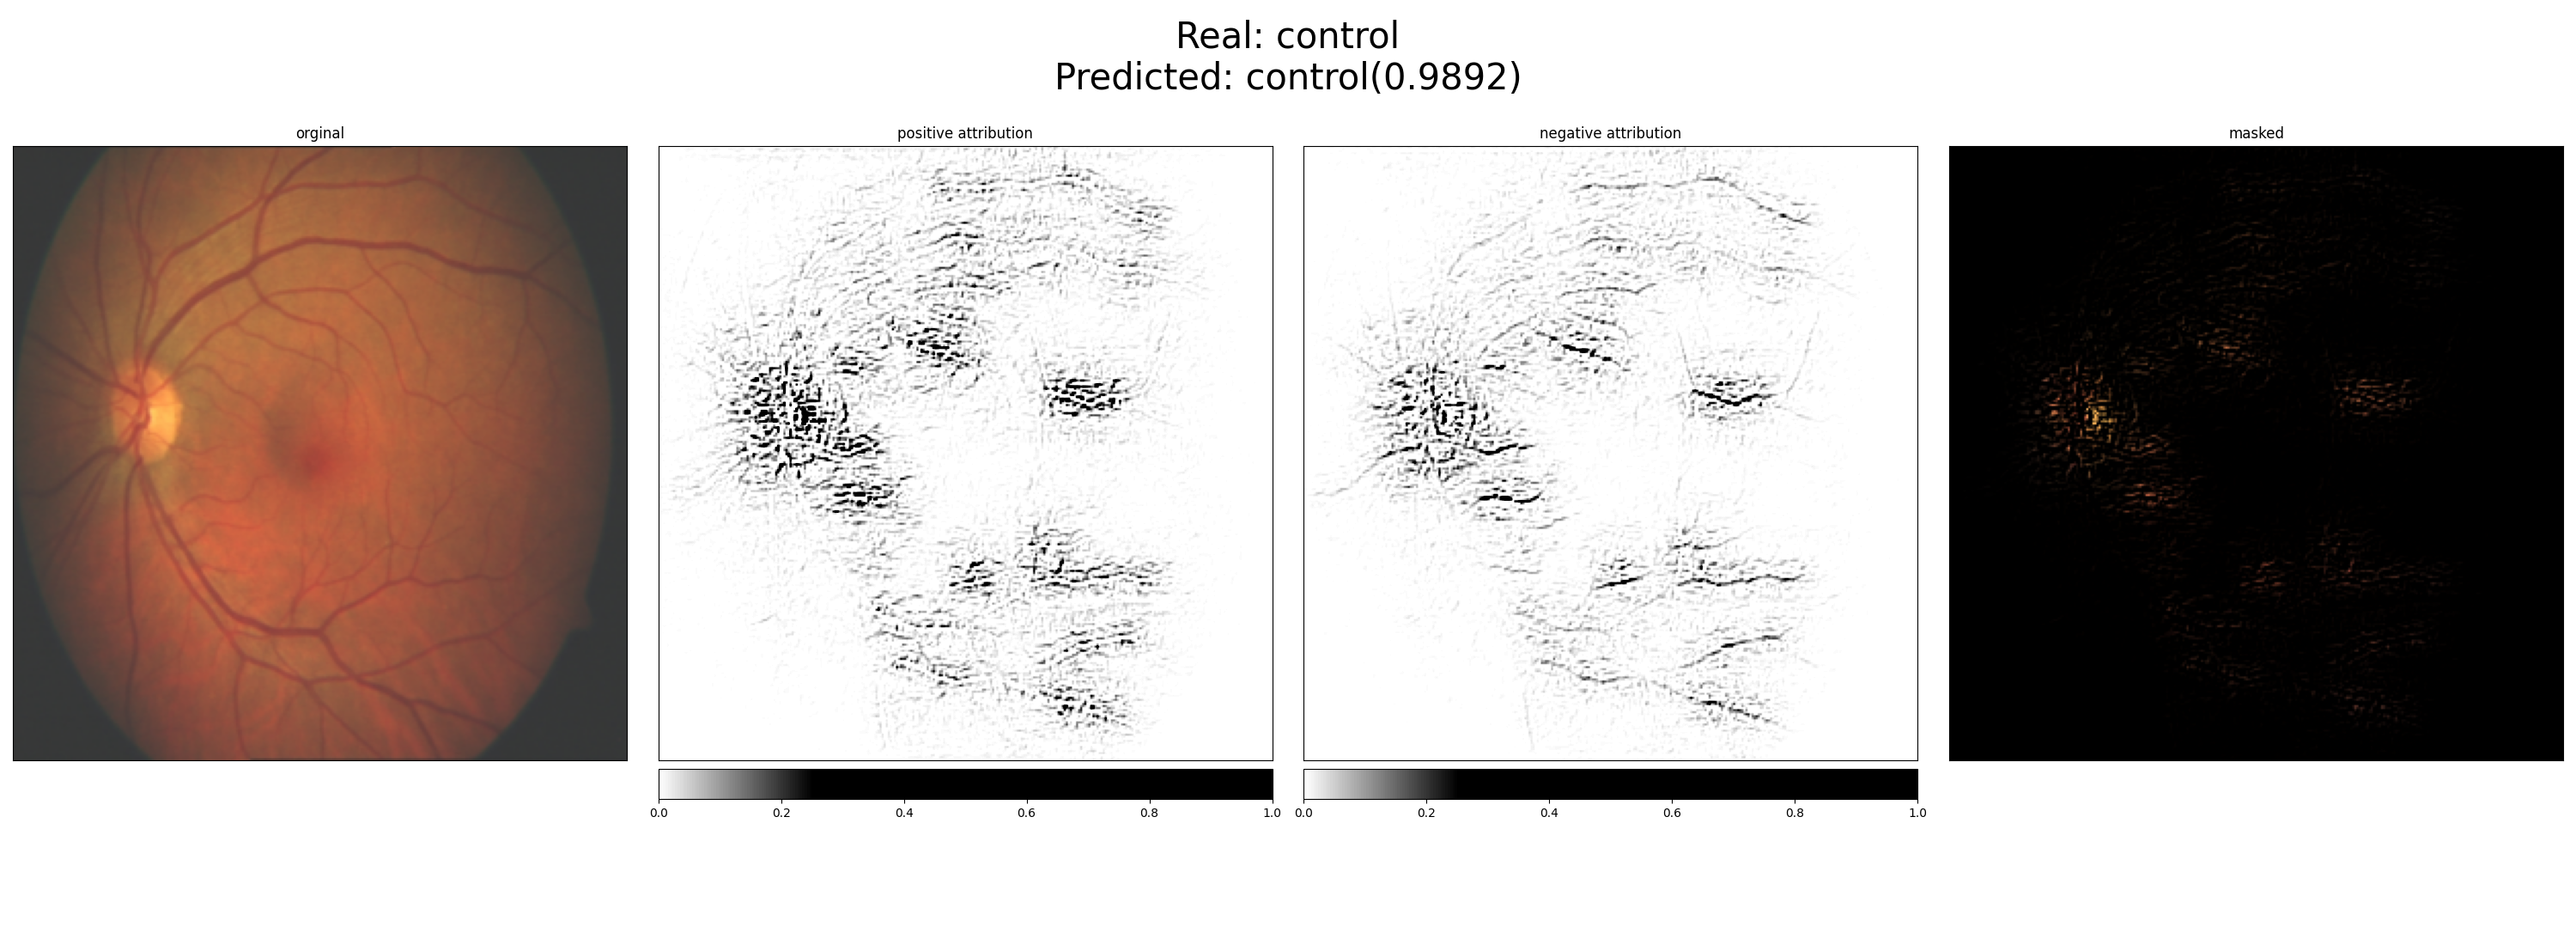 Real: control
Predicted: control(0.9892)
orginal
positive attribution
negative attribution
masked
0.0 0.2 0.4 0.6 0.8 1.0
0.0 0.2 0.4 0.6 0.8 1.0